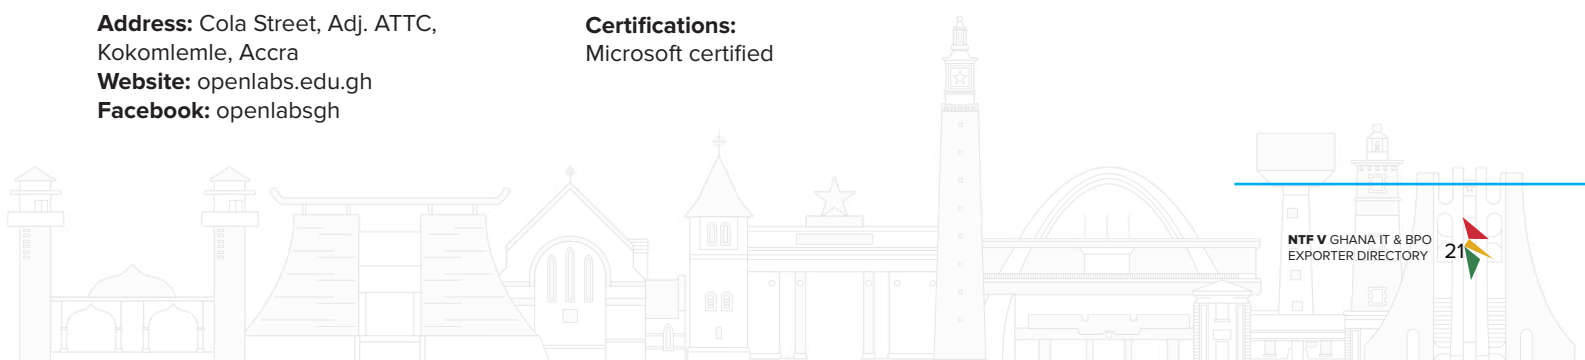 Address: Cola Street, Adj. ATTC,
Kokomlemle, Accra
Website: openlabs.edu.gh
Facebook: openlabsgh
Certifications:
Microsoft certified
NTF V GHANA IT & BPO
EXPORTER DIRECTORY
21